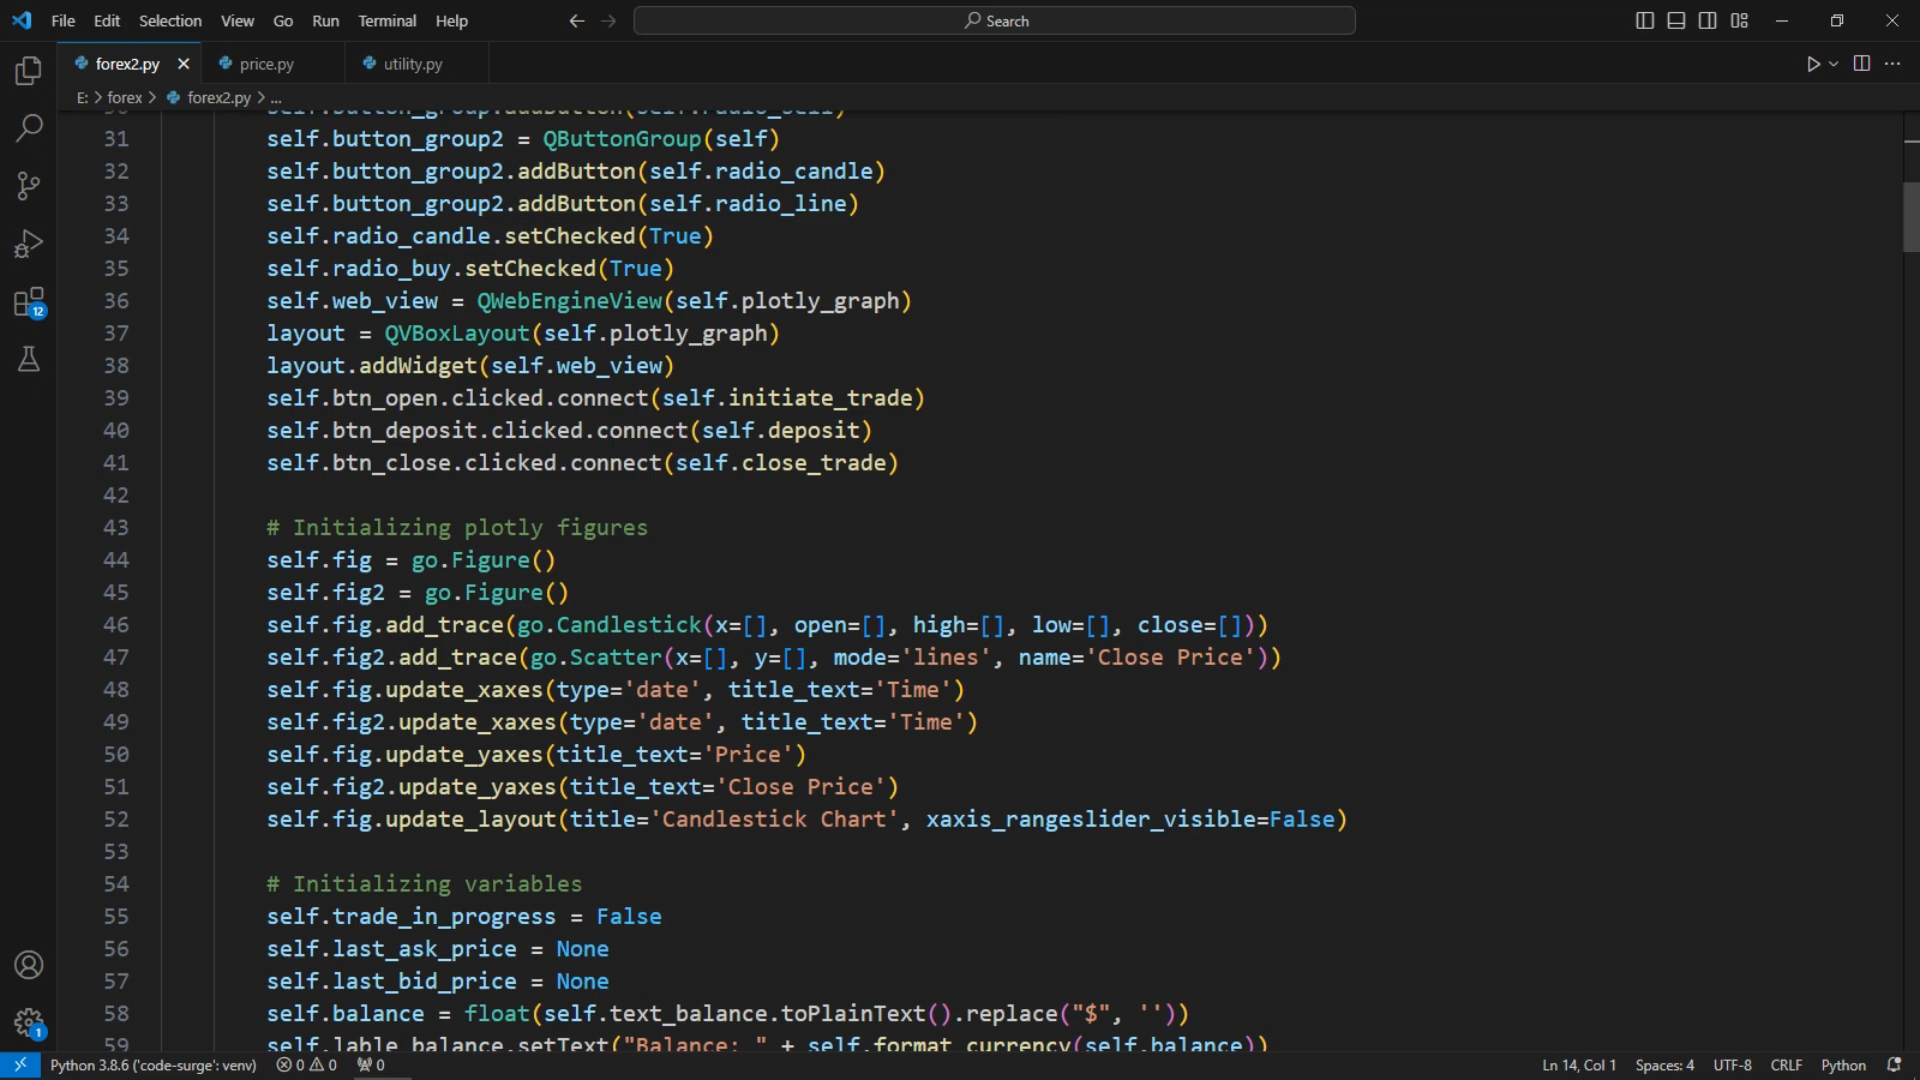 File Edit Selection View Go Run Terminal Help
Search
forex2.py price.py utility.py
E: > forex > forex2.py > ...
31 self.button_group2 = QButtonGroup(self)
32 self.button_group2.addButton(self.radio_candle)
33 self.button_group2.addButton(self.radio_line)
34 self.radio_candle.setChecked(True)
35 self.radio_buy.setChecked(True)
36 self.web_view = QWebEngineView(self.plotly_graph)
37 layout = QVBoxLayout(self.plotly_graph)
38 layout.addWidget(self.web_view)
39 self.btn_open.clicked.connect(self.initiate_trade)
40 self.btn_deposit.clicked.connect(self.deposit)
41 self.btn_close.clicked.connect(self.close_trade)
42
43 # Initializing plotly figures
44 self.fig = go.Figure()
45 self.fig2 = go.Figure()
46 self.fig.add_trace(go.Candlestick(x=[], open=[], high=[], low=[], close=[]))
47 self.fig2.add_trace(go.Scatter(x=[], y=[], mode='lines', name='Close Price'))
48 self.fig.update_xaxes(type='date', title_text='Time')
49 self.fig2.update_xaxes(type='date', title_text='Time')
50 self.fig.update_yaxes(title_text='Price')
51 self.fig2.update_yaxes(title_text='Close Price')
52 self.fig.update_layout(title='Candlestick Chart', xaxis_rangeslider_visible=False)
53
54 # Initializing variables
55 self.trade_in_progress = False
56 self.last_ask_price = None
57 self.last_bid_price = None
58 self.balance = float(self.text_balance.toPlainText().replace("$", ''))
59 self.lable_balance.setText("Balance: " + self.format_currency(self.balance))
12
1
Python 3.8.6 ('code-surge': venv) 0 0 0 Ln 14, Col 1 Spaces: 4 UTF-8 CRLF Python